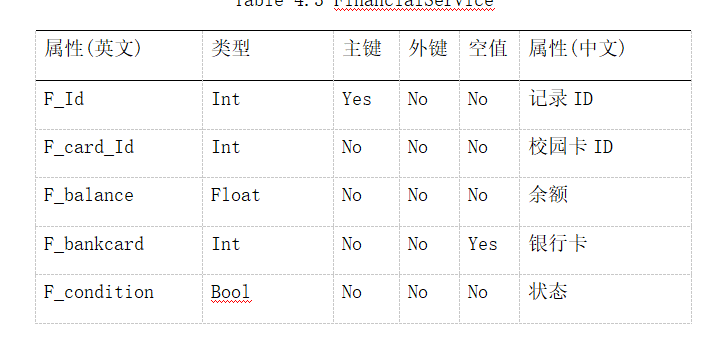 Table 4.3 FinancialService
属性(英文) 类型 主键 外键 空值 属性(中文)
F_Id Int Yes No No 记录 ID
F_card_Id Int No No No 校园卡 ID
F_balance Float No No No 余额
F_bankcard Int No No Yes 银行卡
F_condition Bool No No No 状态